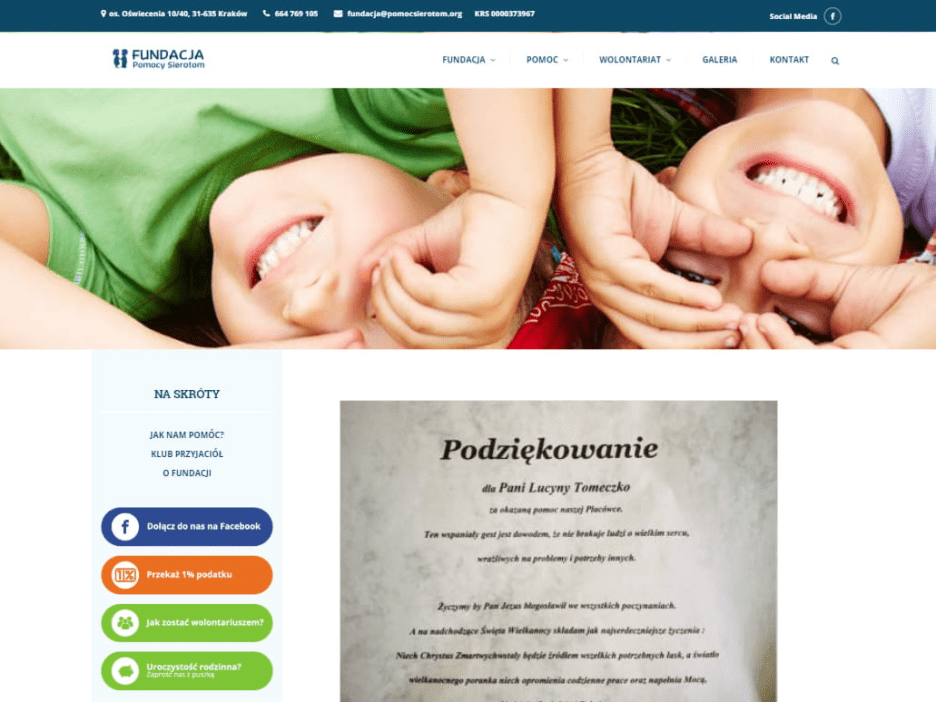 os. Oświecenia 10/40, 31-635 Kraków 664 769 105 fundacja@pomocsierotom.org KRS 0000373967 Social Media
FUNDACJA
Pomocy Sierotom
FUNDACJA POMOC WOLONTARIAT GALERIA KONTAKT
NA SKRÓTY
JAK NAM POMÓC?
KLUB PRZYJACIÓŁ
O FUNDACJI
Dołącz do nas na Facebook
1% Przekaż 1% podatku
Jak zostać wolontariuszem?
Uroczystość rodzinna?
Zaproś nas z puszką
Podziękowanie
dla Pani Lucyny Tomeczko
za okazaną pomoc naszej Placówce.
Ten wspaniały gest jest dowodem, że nie brakuje ludzi o wielkim sercu,
wrażliwych na problemy i potrzeby innych.
Życzymy by Pan Jezus błogosławił we wszystkich poczynaniach.
A na nadchodzące Święta Wielkanocy składam jak najserdeczniejsze życzenia :
Niech Chrystus Zmartwychwstały będzie źródłem wszelkich potrzebnych łask, a światło
wielkanocnego poranka niech opromienia codzienne prace oraz napełnia Mocą,